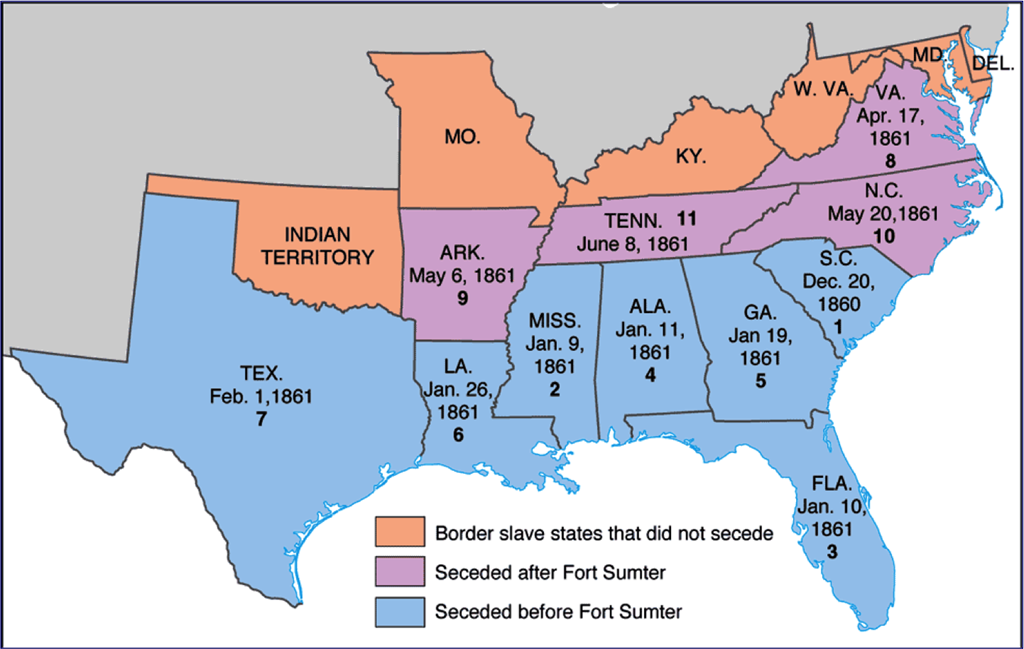 MD.
DEL.
W. VA.
VA.
Apr. 17,
1861
8
MO.
KY.
N.C.
May 20,1861
10
TENN. 11
June 8, 1861
INDIAN
TERRITORY
ARK.
May 6, 1861
9
S.C.
Dec. 20,
1860
1
MISS.
Jan. 9,
1861
2
ALA.
Jan. 11,
1861
4
GA.
Jan 19,
1861
5
TEX.
Feb. 1,1861
7
LA.
Jan. 26,
1861
6
FLA.
Jan. 10,
1861
3
Border slave states that did not secede
Seceded after Fort Sumter
Seceded before Fort Sumter